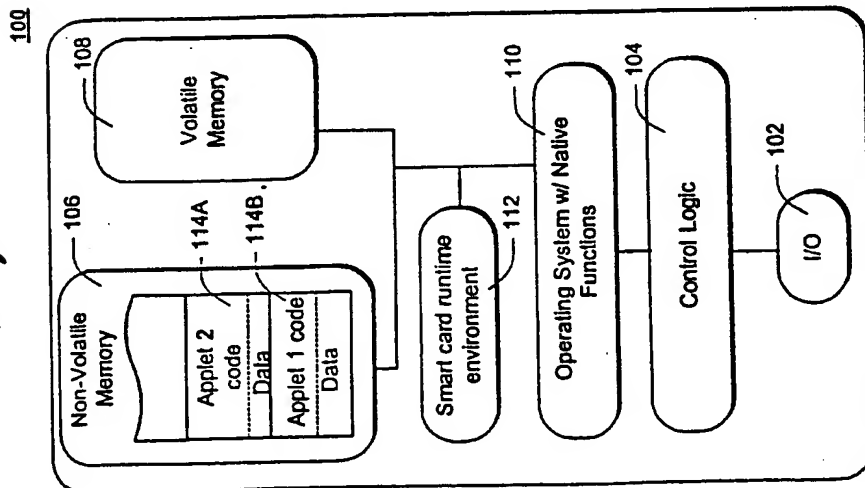 100
108
Volatile
Memory
106
Non-Volatile
Memory
114A
114B.
Applet 2
code
Data
Applet 1 code
Data
Smart card runtime
environment
112
110
Operating System w/ Native
Functions
104
Control Logic
102
I/O